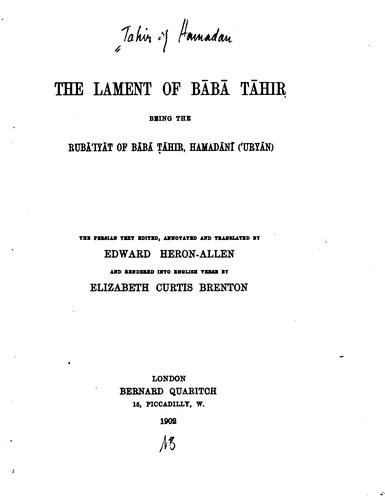 Tahir of Hamadan
THE LAMENT OF BĀBĀ TĀHIR
BEING THE
RUBĀ'IYĀT OF BĀBĀ ṬĀHIR, HAMADĀNĪ ('URYĀN)
THE PERSIAN TEXT EDITED, ANNOTATED AND TRANSLATED BY
EDWARD HERON-ALLEN
AND RENDERED INTO ENGLISH VERSE BY
ELIZABETH CURTIS BRENTON
LONDON
BERNARD QUARITCH
15, PICCADILLY, W.
1902